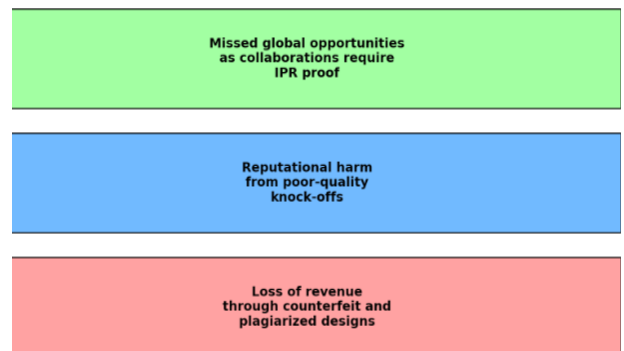 Missed global opportunities
as collaborations require
IPR proof
Reputational harm
from poor-quality
knock-offs
Loss of revenue
through counterfeit and
plagiarized designs